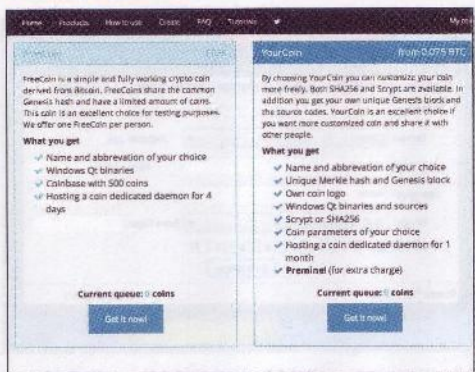 Home Products How to use Create FAQ Tutorials
FreeCoin Free
FreeCoin is a simple and fully working crypto coin
derived from Bitcoin. FreeCoins share the common
Genesis hash and have a limited amount of coins.
This coin is an excellent choice for testing purposes.
We offer one FreeCoin per person.
What you get
Name and abbrevation of your choice
Windows Qt binaries
Coinbase with 500 coins
Hosting a coin dedicated daemon for 4
days
Current queue: 0 coins
Get it now!
YourCoin from 0.075 BTC
By choosing YourCoin you can customize your coin
more freely. Both SHA256 and Scrypt are available. In
addition you get your own unique Genesis block and
the source codes. YourCoin is an excellent choice if
you want more customized coin and share it with
other people.
What you get
Name and abbrevation of your choice
Unique Merkle hash and Genesis block
Own coin logo
Windows Qt binaries and sources
Scrypt or SHA256
Coin parameters of your choice
Hosting a coin dedicated daemon for 1
month
Premine! (for extra charge)
Current queue: 0 coins
Get it now!